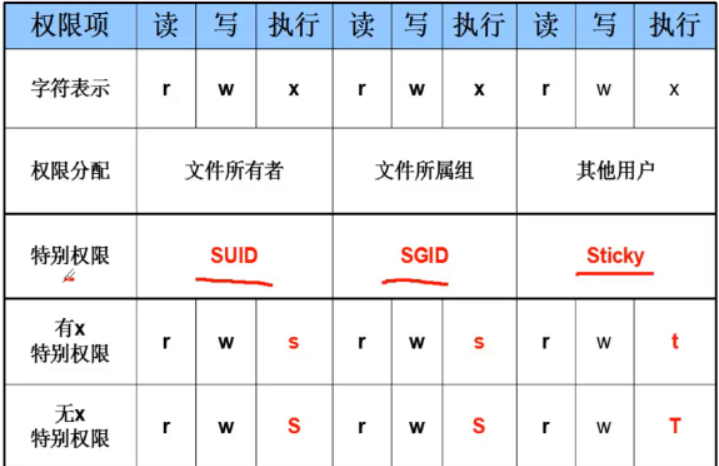 权限项 读 写 执行 读 写 执行 读 写 执行
字符表示 r w x r w x r w x
权限分配 文件所有者 文件所属组 其他用户
特别权限 SUID SGID Sticky
有x
特别权限 r w s r w s r w t
无x
特别权限 r w S r w S r w T